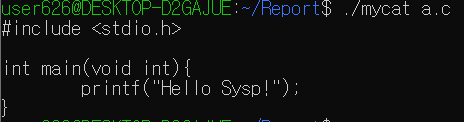 user626@DESKTOP-D2GAJUE:~/Report$ ./mycat a.c
#include <stdio.h>
int main(void int){
printf("Hello Sysp!");
}